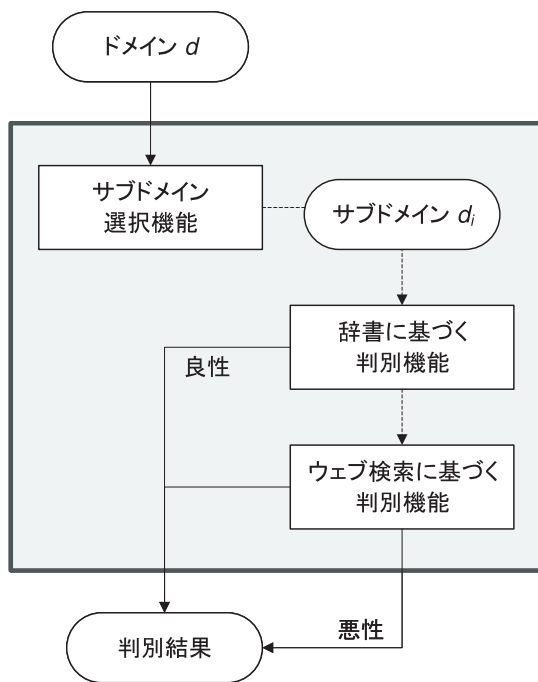 ドメイン d
サブドメイン
選択機能
サブドメイン di
辞書に基づく
判別機能
良性
ウェブ検索に基づく
判別機能
悪性
判別結果